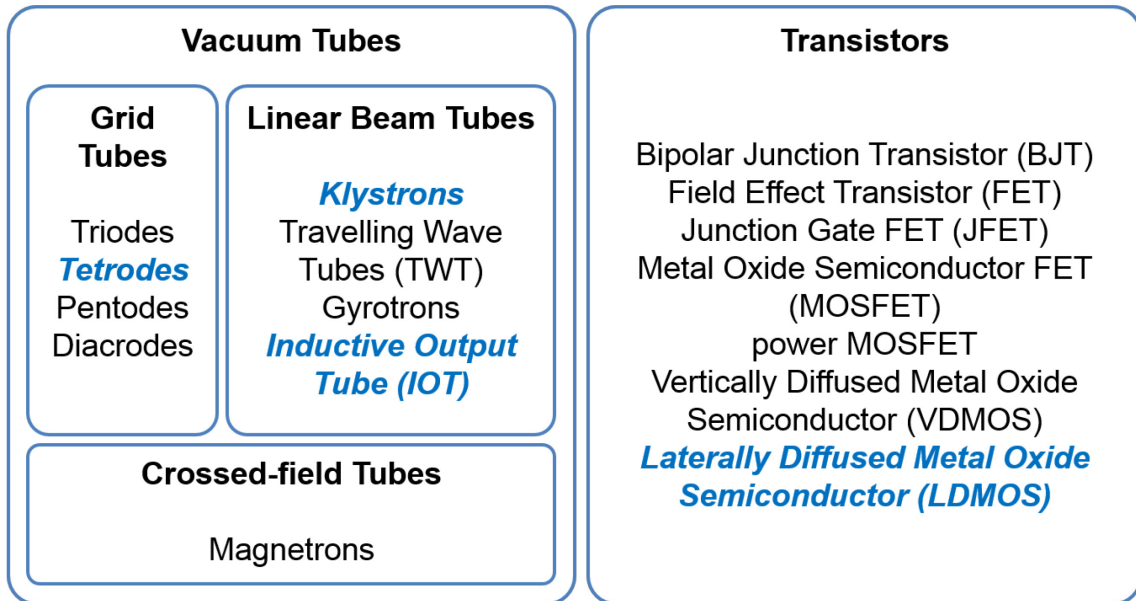 Vacuum Tubes
Grid
Tubes
Triodes
Tetrodes
Pentodes
Diacrodes
Linear Beam Tubes
Klystrons
Travelling Wave
Tubes (TWT)
Gyrotrons
Inductive Output
Tube (IOT)
Crossed-field Tubes
Magnetrons
Transistors
Bipolar Junction Transistor (BJT)
Field Effect Transistor (FET)
Junction Gate FET (JFET)
Metal Oxide Semiconductor FET
(MOSFET)
power MOSFET
Vertically Diffused Metal Oxide
Semiconductor (VDMOS)
Laterally Diffused Metal Oxide
Semiconductor (LDMOS)